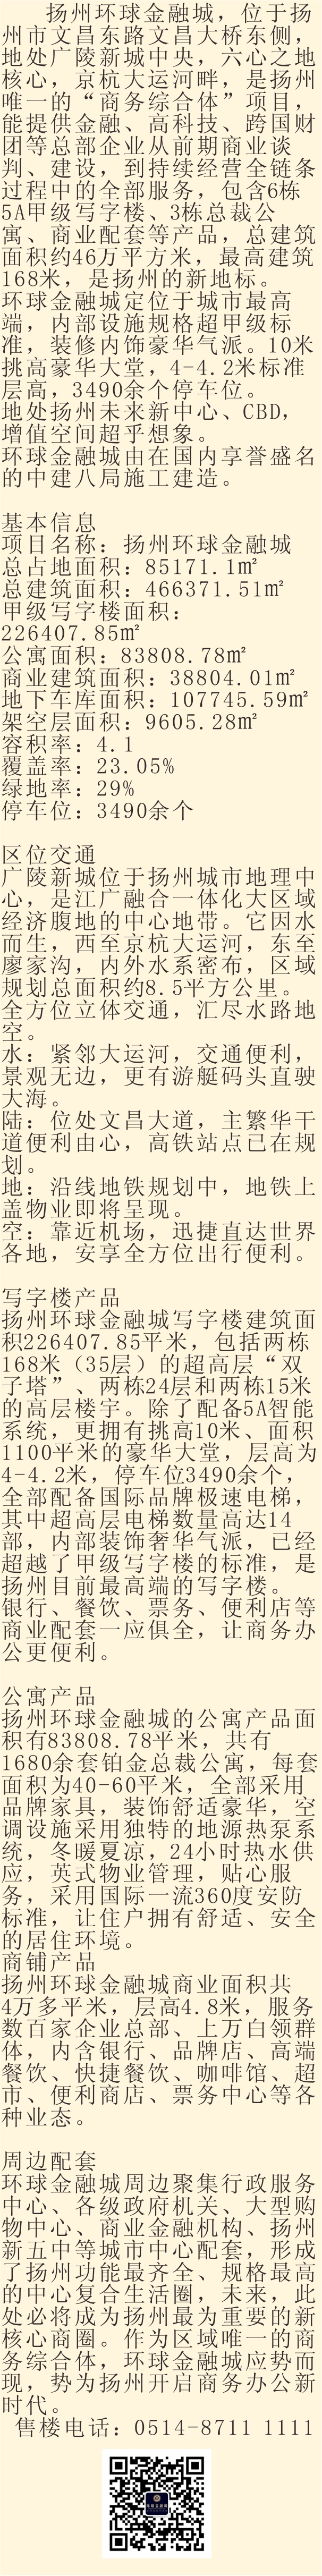 扬州环球金融城，位于扬
州市文昌东路文昌大桥东侧，
地处广陵新城中央，六心之地
核心，京杭大运河畔，是扬州
唯一的“商务综合体”项目，
能提供金融、高科技、跨国财
团等总部企业从前期商业谈
判、建设，到持续经营全链条
过程中的全部服务，包含6栋
5A甲级写字楼、3栋总裁公
寓、商业配套等产品，总建筑
面积约46万平方米，最高建筑
168米，是扬州的新地标。
环球金融城定位于城市最高
端，内部设施规格超甲级标
准，装修内饰豪华气派。10米
挑高豪华大堂，4-4.2米标准
层高，3490余个停车位。
地处扬州未来新中心、CBD，
增值空间超乎想象。
环球金融城由在国内享誉盛名
的中建八局施工建造。
基本信息
项目名称：扬州环球金融城
总占地面积：85171.1㎡
总建筑面积：466371.51㎡
甲级写字楼面积：
226407.85㎡
公寓面积：83808.78㎡
商业建筑面积：38804.01㎡
地下车库面积：107745.59㎡
架空层面积：9605.28㎡
容积率：4.1
覆盖率：23.05%
绿地率：29%
停车位：3490余个
区位交通
广陵新城位于扬州城市地理中
心，是江广融合一体化大区域
经济腹地的中心地带。它因水
而生，西至京杭大运河，东至
廖家沟，内外水系密布，区域
规划总面积约8.5平方公里。
全方位立体交通，汇尽水路地
空。
水：紧邻大运河，交通便利，
景观无边，更有游艇码头直驶
大海。
陆：位处文昌大道，主繁华干
道便利由心，高铁站点已在规
划。
地：沿线地铁规划中，地铁上
盖物业即将呈现。
空：靠近机场，迅捷直达世界
各地，安享全方位出行便利。
写字楼产品
扬州环球金融城写字楼建筑面
积226407.85平米，包括两栋
168米（35层）的超高层“双
子塔”、两栋24层和两栋15米
的高层楼宇。除了配备5A智能
系统，更拥有挑高10米、面积
1100平米的豪华大堂，层高为
4-4.2米，停车位3490余个，
全部配备国际品牌极速电梯，
其中超高层电梯数量高达14
部，内部装饰奢华气派，已经
超越了甲级写字楼的标准，是
扬州目前最高端的写字楼。
银行、餐饮、票务、便利店等
商业配套一应俱全，让商务办
公更便利。
公寓产品
扬州环球金融城的公寓产品面
积有83808.78平米，共有
1680余套铂金总裁公寓，每套
面积为40-60平米，全部采用
品牌家具，装饰舒适豪华，空
调设施采用独特的地源热泵系
统，冬暖夏凉，24小时热水供
应，英式物业管理，贴心服
务，采用国际一流360度安防
标准，让住户拥有舒适、安全
的居住环境。
商铺产品
扬州环球金融城商业面积共
4万多平米，层高4.8米，服务
数百家企业总部、上万白领群
体，内含银行、品牌店、高端
餐饮、快捷餐饮、咖啡馆、超
市、便利商店、票务中心等各
种业态。
周边配套
环球金融城周边聚集行政服务
中心、各级政府机关、大型购
物中心、商业金融机构、扬州
新五中等城市中心配套，形成
了扬州功能最齐全、规格最高
的中心复合生活圈，未来，此
处必将成为扬州最为重要的新
核心商圈。作为区域唯一的商
务综合体，环球金融城应势而
现，势为扬州开启商务办公新
时代。
售楼电话：0514-8711 1111